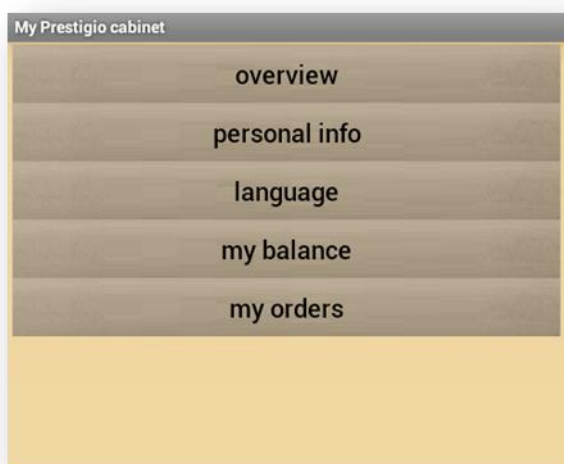 My Prestigio cabinet
overview
personal info
language
my balance
my orders